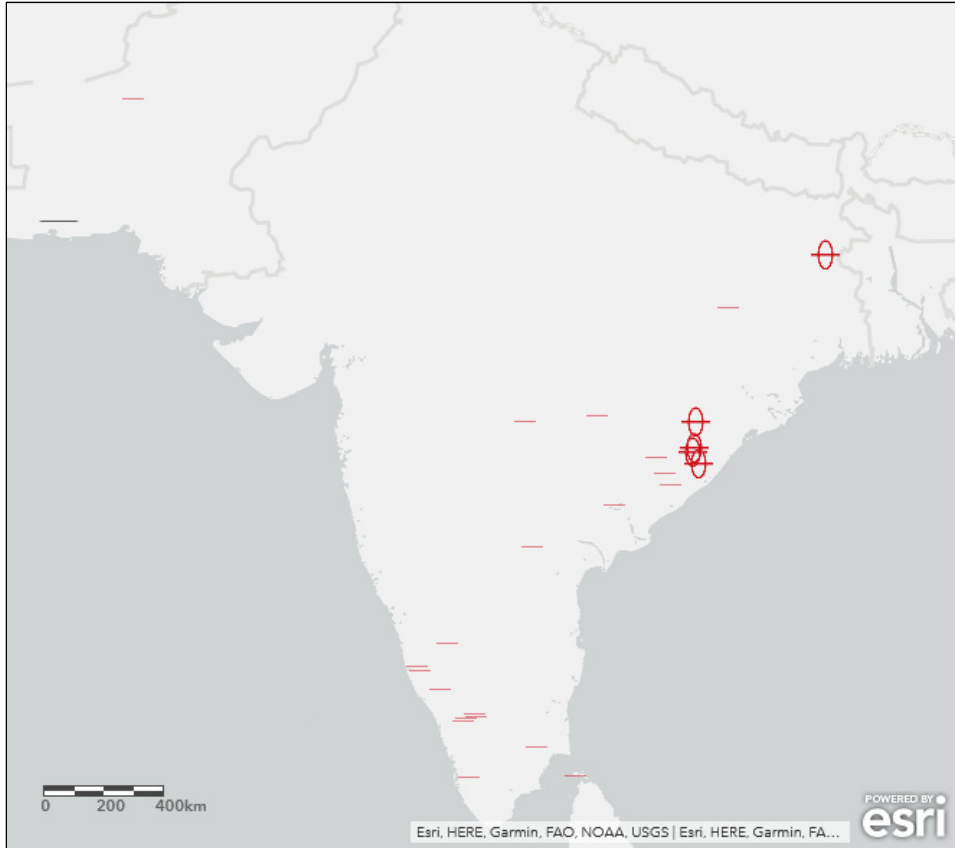 0 200 400km
POWERED BY
esri
Esri, HERE, Garmin, FAO, NOAA, USGS | Esri, HERE, Garmin, FA...